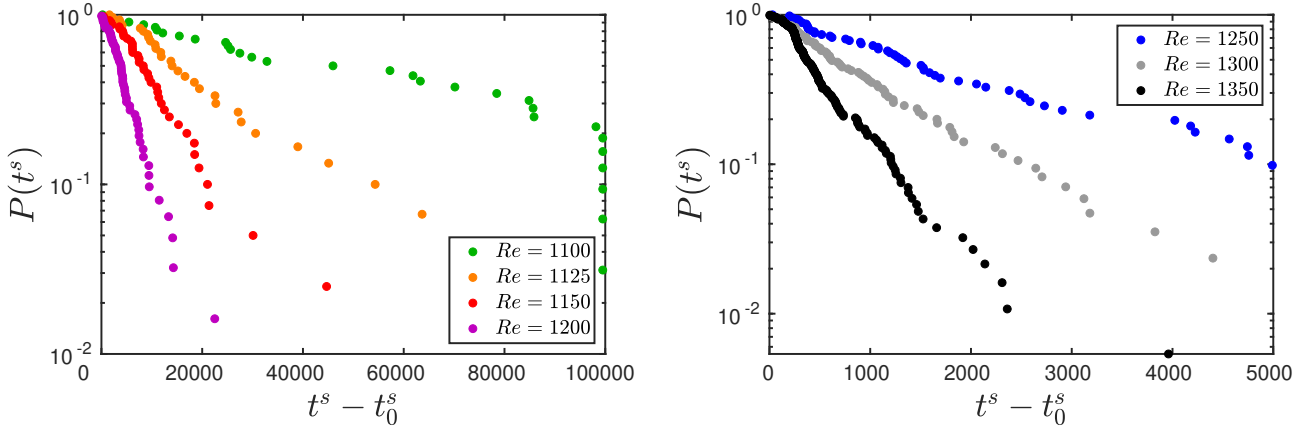 10^0
10^-1
10^-2
P(t^s)
0
20000
40000
60000
80000
100000
t^s − t_0^s
Re = 1100
Re = 1125
Re = 1150
Re = 1200
10^0
10^-1
10^-2
P(t^s)
0
1000
2000
3000
4000
5000
t^s − t_0^s
Re = 1250
Re = 1300
Re = 1350